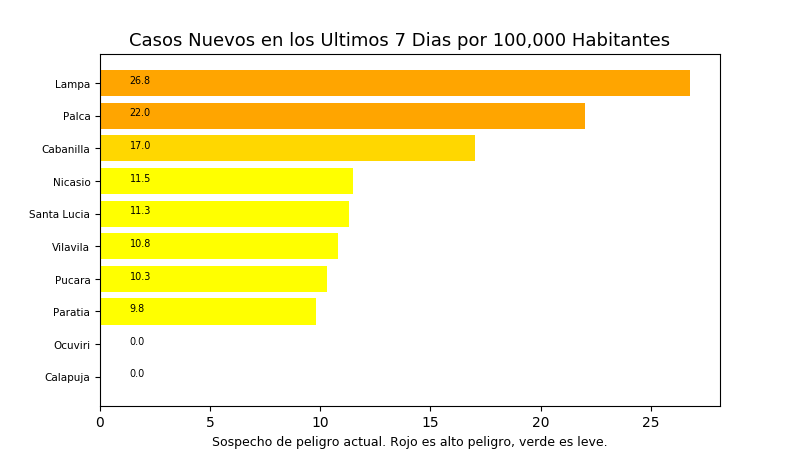 Casos Nuevos en los Ultimos 7 Dias por 100,000 Habitantes
Lampa 26.8
Palca 22.0
Cabanilla 17.0
Nicasio 11.5
Santa Lucia 11.3
Vilavila 10.8
Pucara 10.3
Paratia 9.8
Ocuviri 0.0
Calapuja 0.0
0 5 10 15 20 25
Sospecho de peligro actual. Rojo es alto peligro, verde es leve.